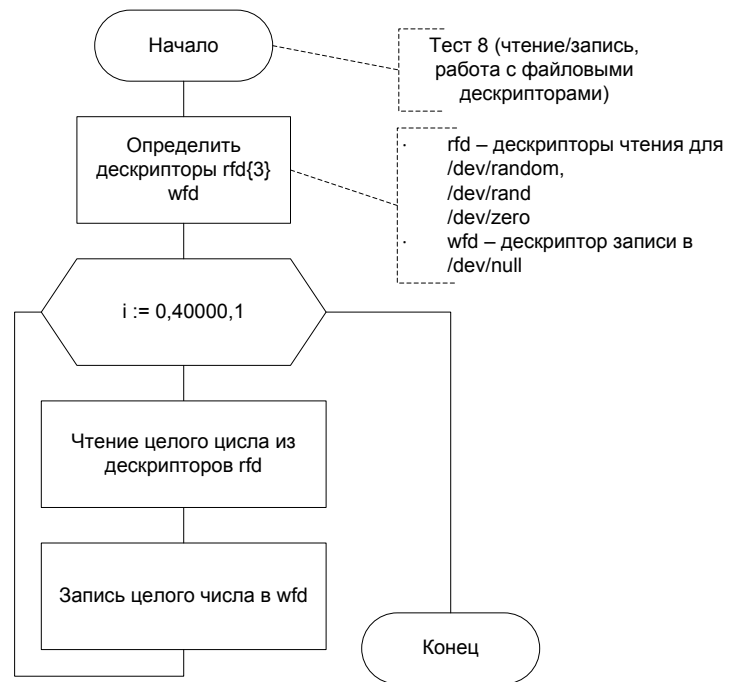 Начало
Тест 8 (чтение/запись,
работа с файловыми
дескрипторами)
Определить
дескрипторы rfd{3}
wfd
· rfd – дескрипторы чтения для
/dev/random,
/dev/rand
/dev/zero
· wfd – дескриптор записи в
/dev/null
i := 0,40000,1
Чтение целого цисла из
дескрипторов rfd
Запись целого числа в wfd
Конец